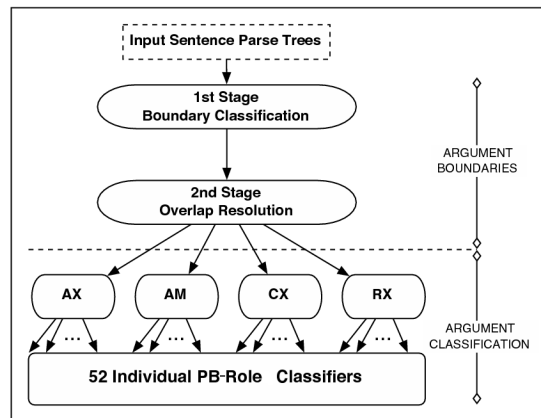 Input Sentence Parse Trees
1st Stage
Boundary Classification
ARGUMENT
BOUNDARIES
2nd Stage
Overlap Resolution
AX
AM
CX
RX
... ... ... ...
ARGUMENT
CLASSIFICATION
52 Individual PB-Role Classifiers